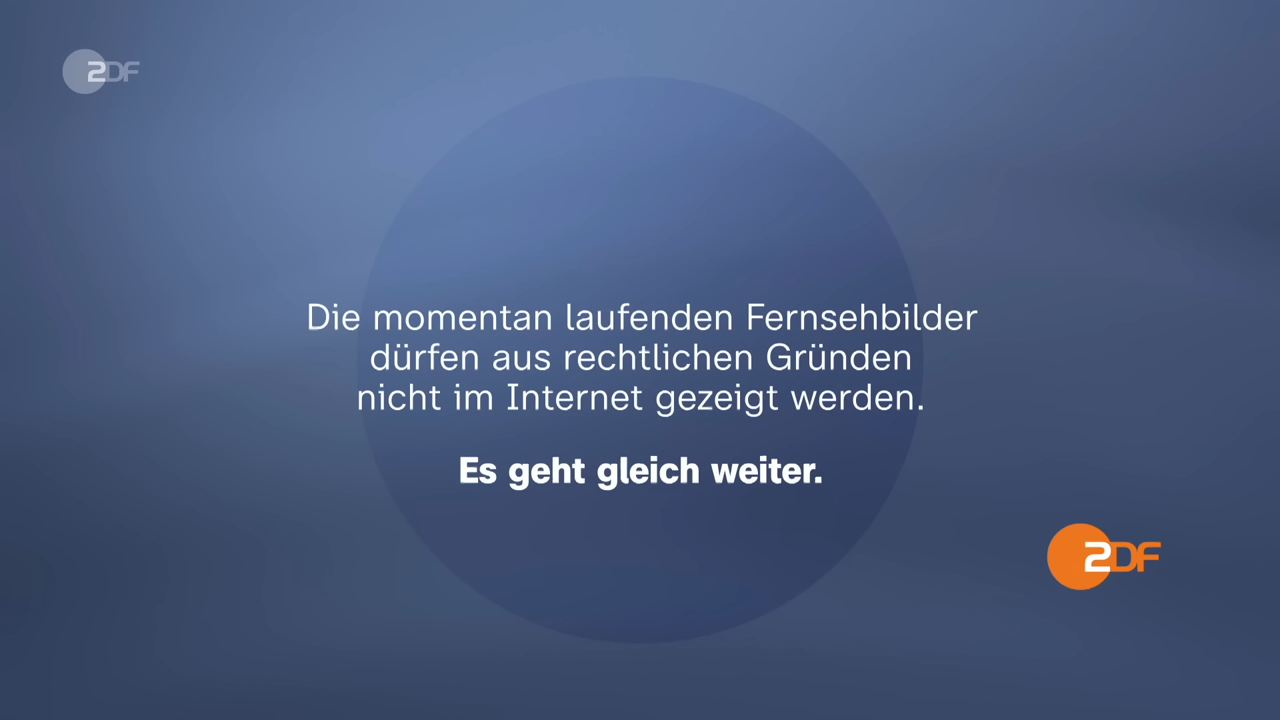 ZDF
Die momentan laufenden Fernsehbilder
dürfen aus rechtlichen Gründen
nicht im Internet gezeigt werden.
Es geht gleich weiter.
ZDF